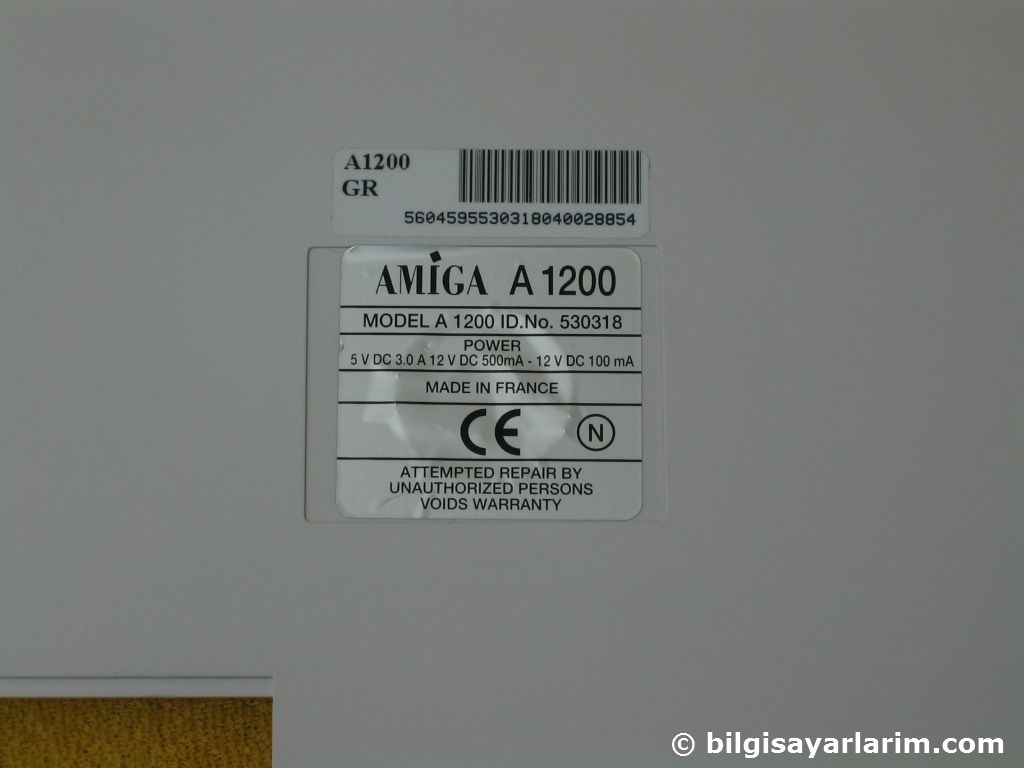 A1200
GR
5604595530318040028854
AMIGA A 1200
MODEL A 1200 ID.No. 530318
POWER
5 V DC 3.0 A 12 V DC 500mA - 12 V DC 100 mA
MADE IN FRANCE
CE N
ATTEMPTED REPAIR BY
UNAUTHORIZED PERSONS
VOIDS WARRANTY
© bilgisayarlarim.com